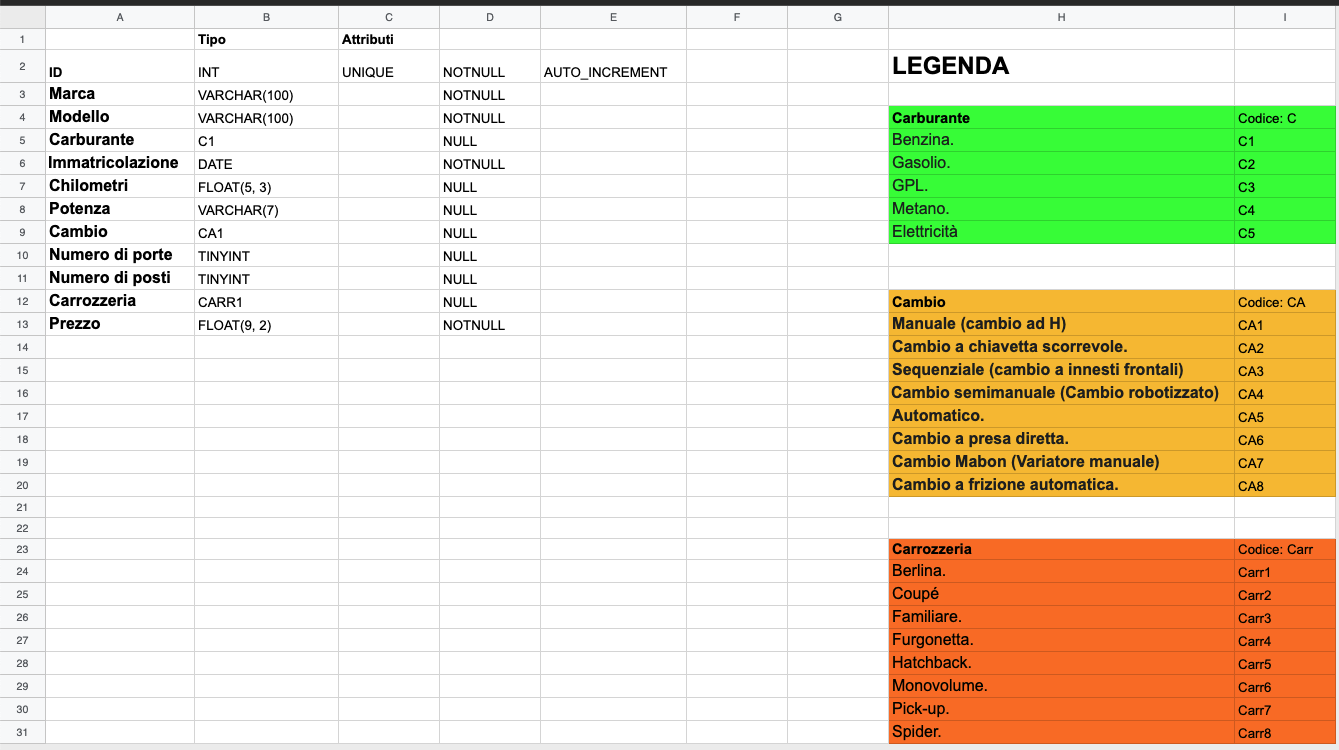 A B C D E F G H I
1 Tipo Attributi
2 ID INT UNIQUE NOTNULL AUTO_INCREMENT LEGENDA
3 Marca VARCHAR(100) NOTNULL
4 Modello VARCHAR(100) NOTNULL Carburante Codice: C
5 Carburante C1 NULL Benzina. C1
6 Immatricolazione DATE NOTNULL Gasolio. C2
7 Chilometri FLOAT(5, 3) NULL GPL. C3
8 Potenza VARCHAR(7) NULL Metano. C4
9 Cambio CA1 NULL Elettricità C5
10 Numero di porte TINYINT NULL
11 Numero di posti TINYINT NULL
12 Carrozzeria CARR1 NULL Cambio Codice: CA
13 Prezzo FLOAT(9, 2) NOTNULL Manuale (cambio ad H) CA1
14 Cambio a chiavetta scorrevole. CA2
15 Sequenziale (cambio a innesti frontali) CA3
16 Cambio semimanuale (Cambio robotizzato) CA4
17 Automatico. CA5
18 Cambio a presa diretta. CA6
19 Cambio Mabon (Variatore manuale) CA7
20 Cambio a frizione automatica. CA8
21
22
23 Carrozzeria Codice: Carr
24 Berlina. Carr1
25 Coupé Carr2
26 Familiare. Carr3
27 Furgonetta. Carr4
28 Hatchback. Carr5
29 Monovolume. Carr6
30 Pick-up. Carr7
31 Spider. Carr8